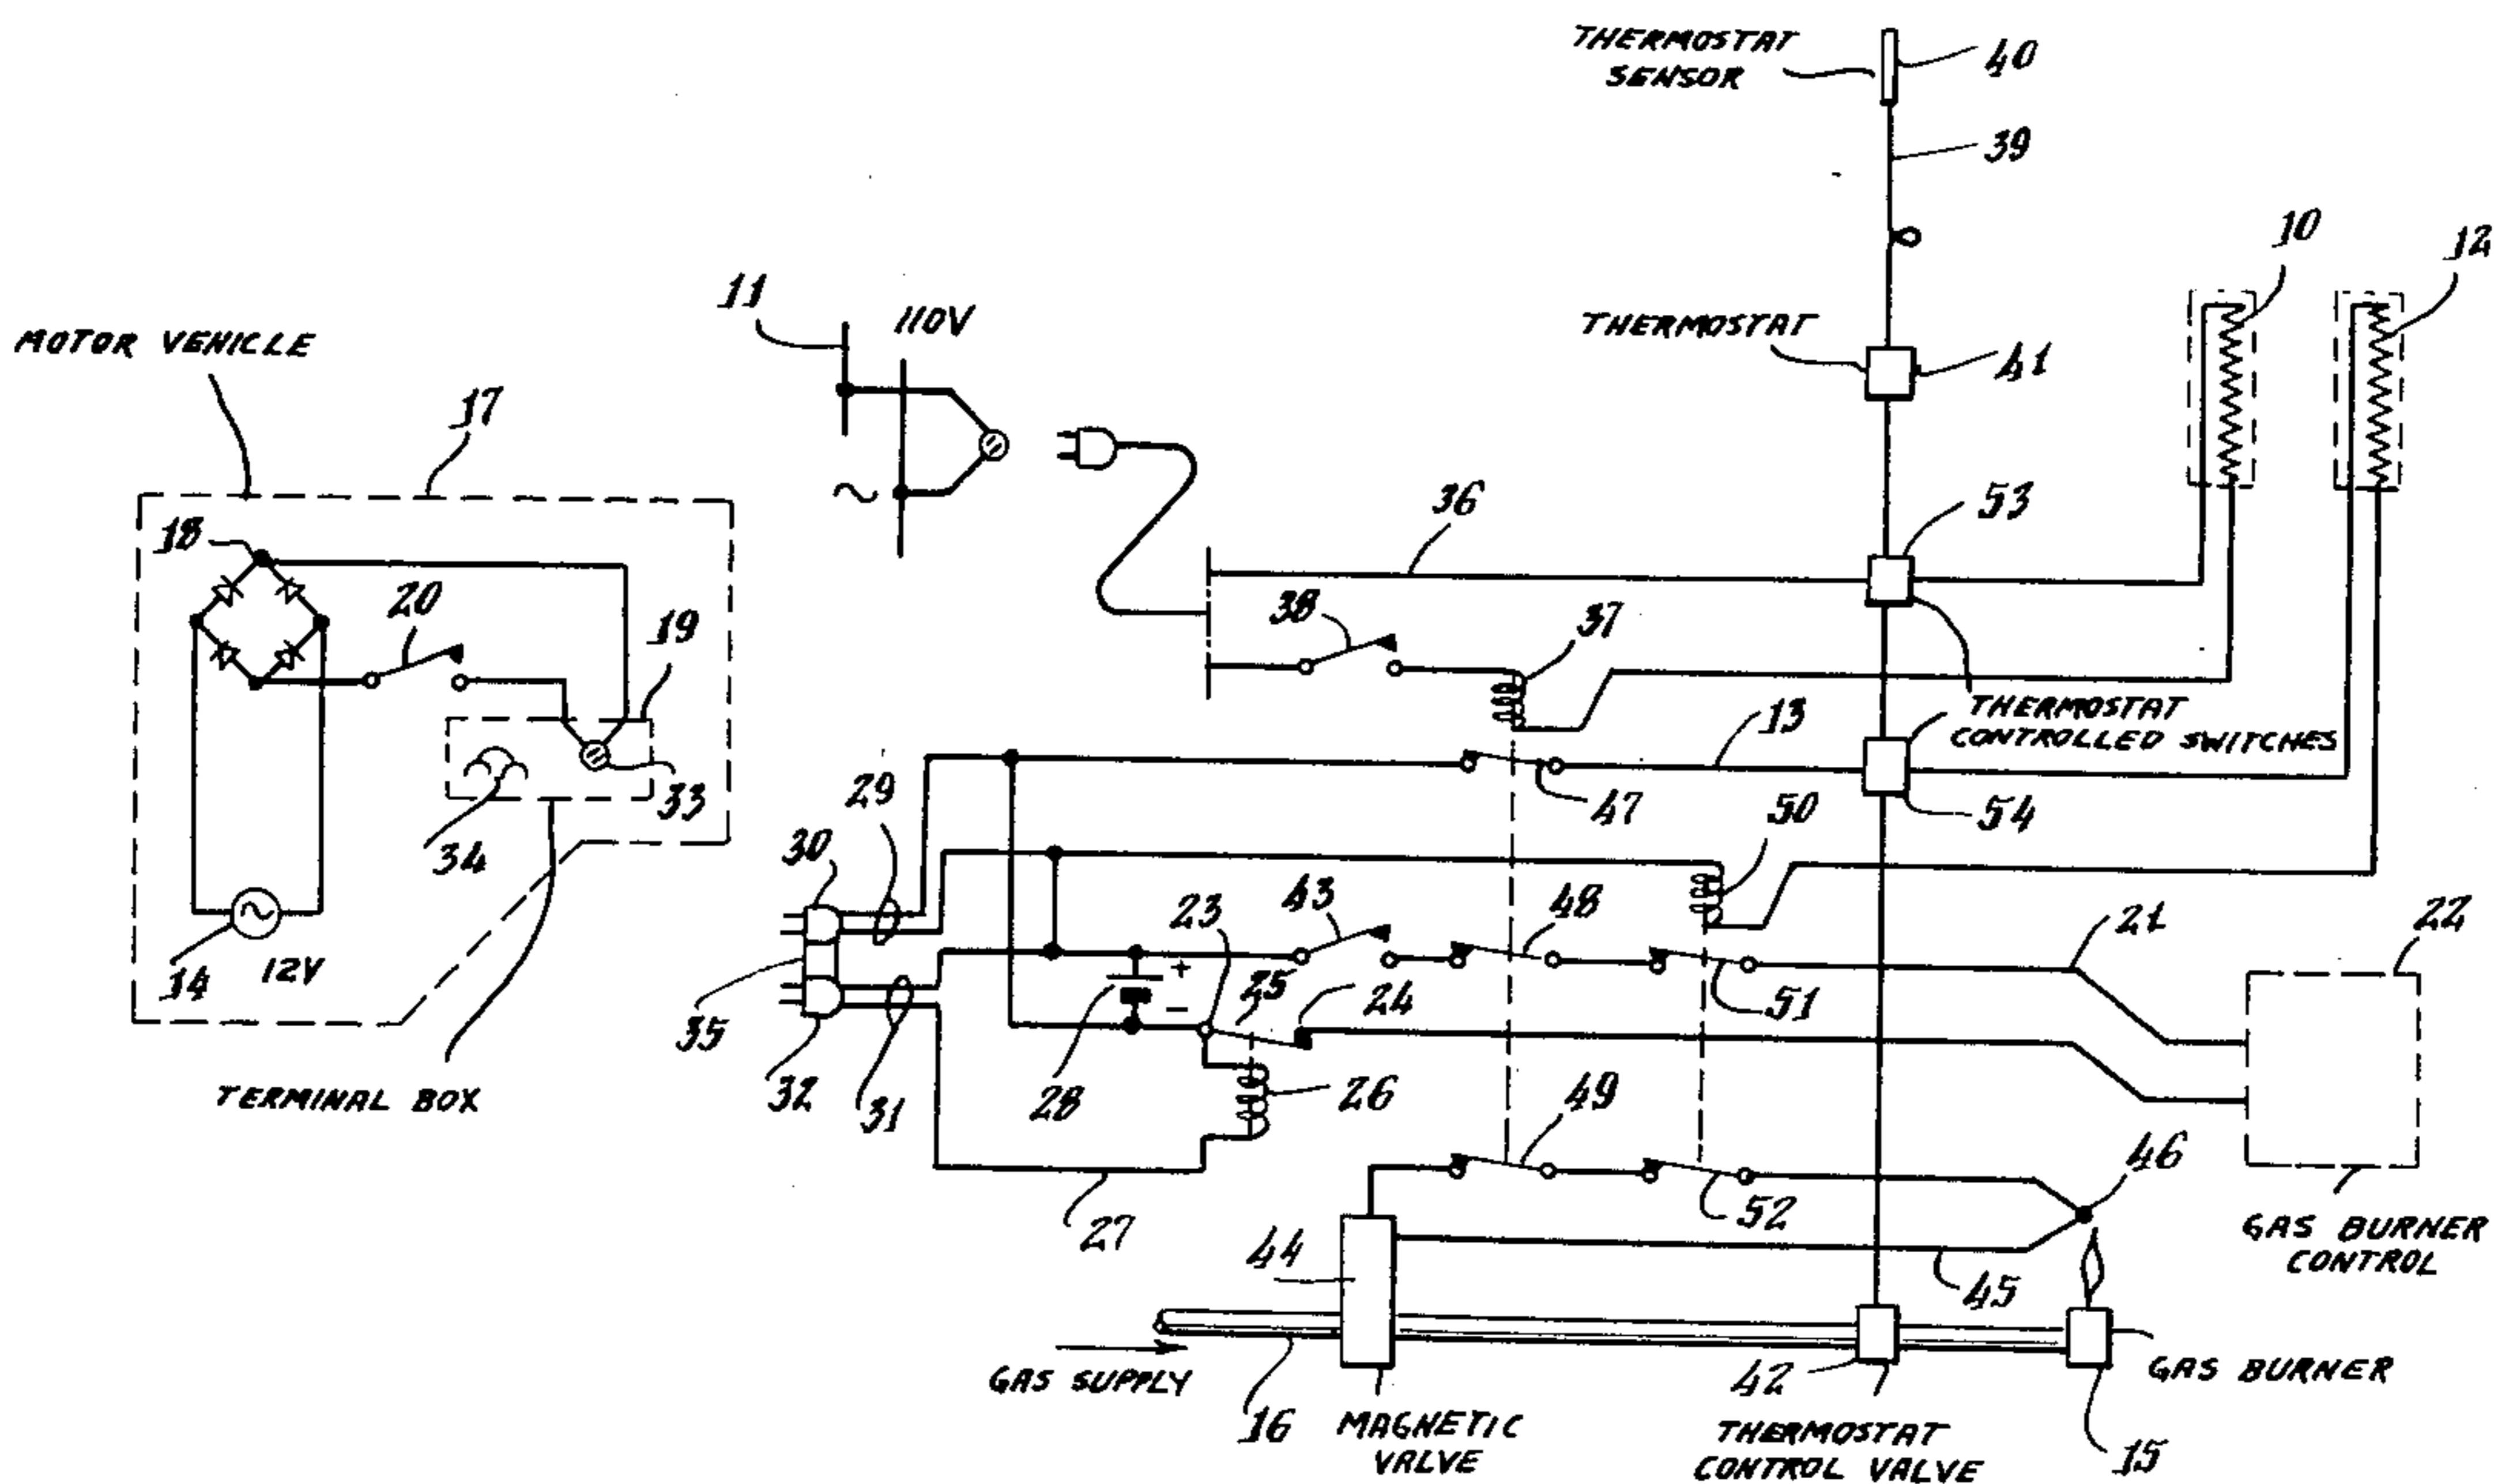 THERMOSTAT
SENSOR
40
39
10
12
11
110V
THERMOSTAT
41
MOTOR VEHICLE
17
36
53
18
20
38
37
19
THERMOSTAT
CONTROLLED SWITCHES
13
29
47
33
54
50
30
34
23
43
48
21
22
14
12V
+
25
24
51
−
35
32
31
28
26
49
46
TERMINAL BOX
27
44
52
GAS BURNER
CONTROL
45
GAS SUPPLY
16
MAGNETIC
VALVE
42
THERMOSTAT
CONTROL VALVE
GAS BURNER
15